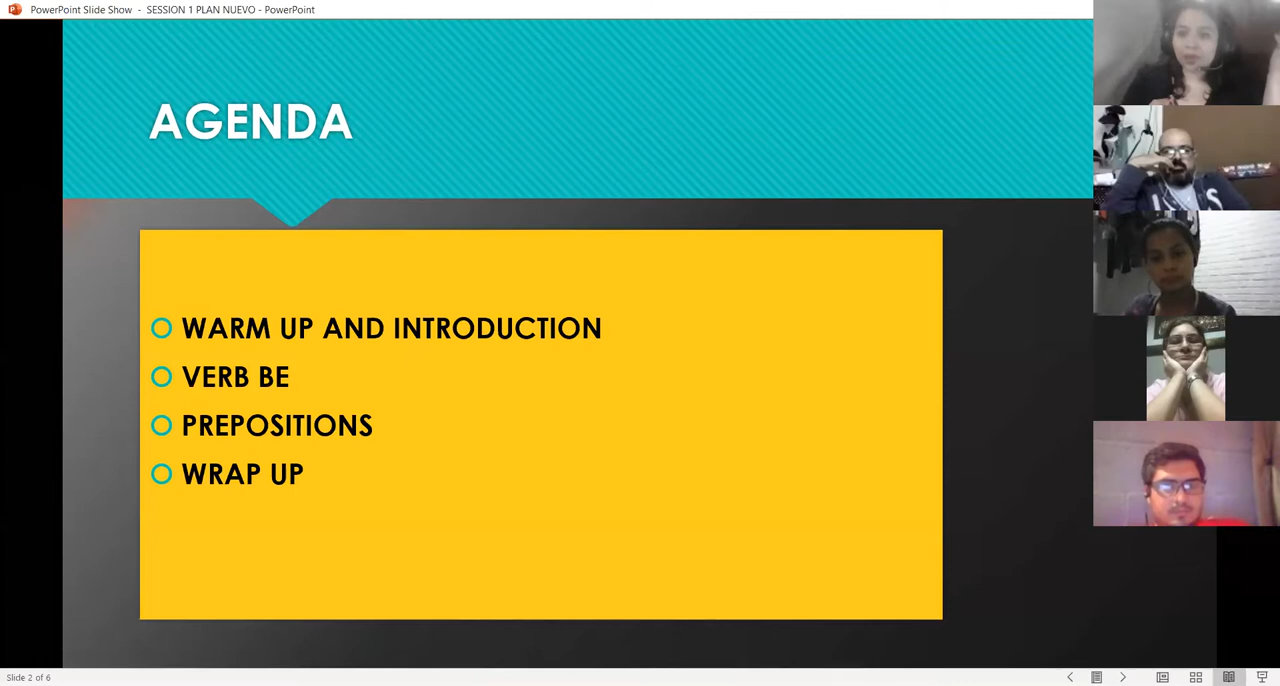 PowerPoint Slide Show - SESSION 1 PLAN NUEVO - PowerPoint
AGENDA
WARM UP AND INTRODUCTION
VERB BE
PREPOSITIONS
WRAP UP
Slide 2 of 6